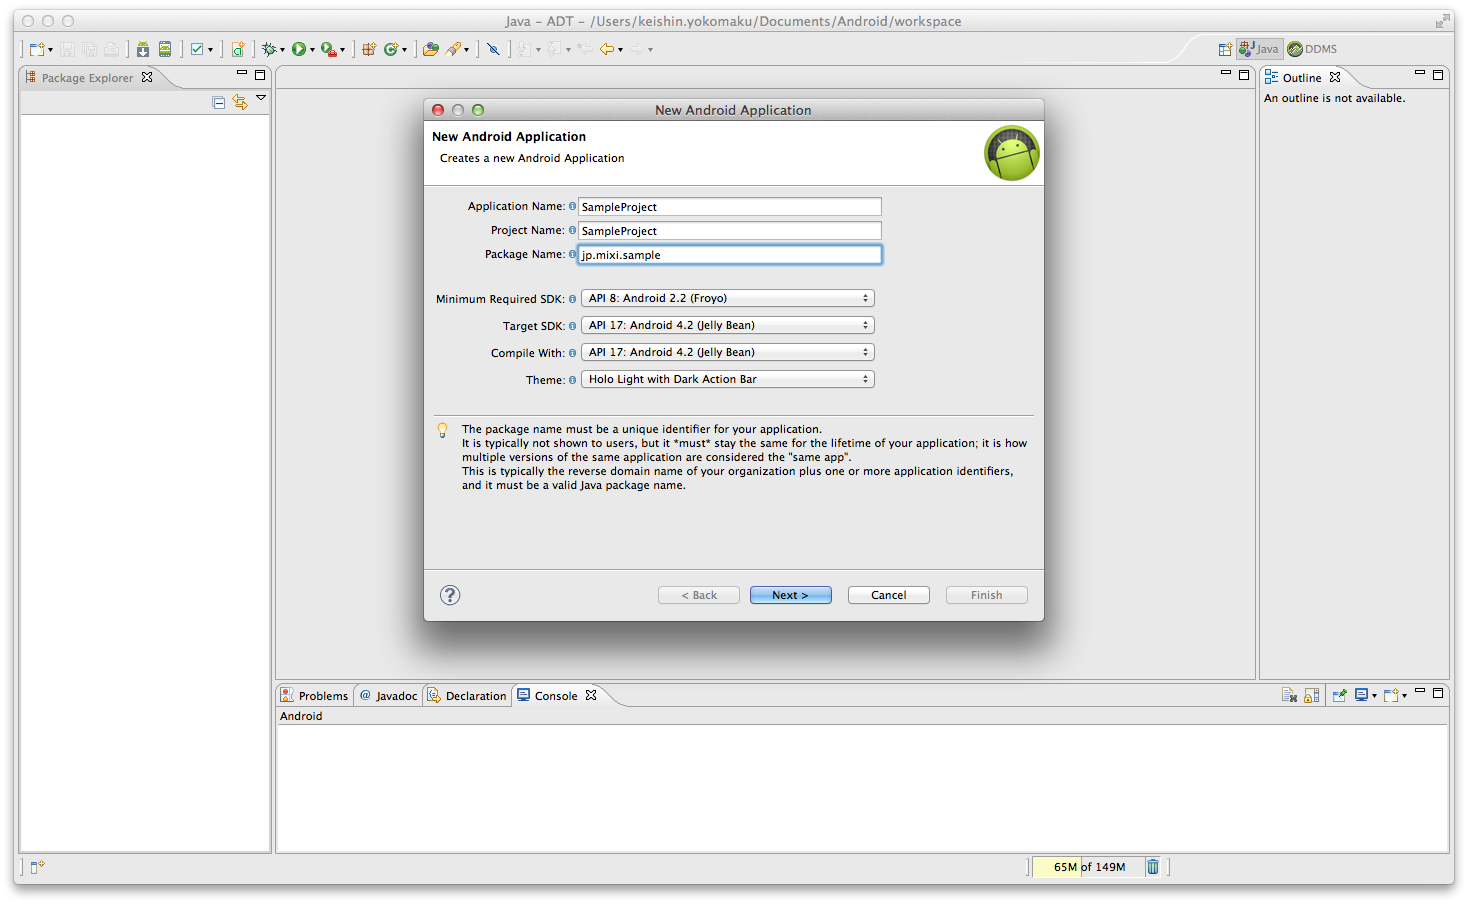 Java – ADT – /Users/keishin.yokomaku/Documents/Android/workspace
Java
DDMS
Package Explorer
Outline
An outline is not available.
New Android Application
New Android Application
Creates a new Android Application
Application Name: SampleProject
Project Name: SampleProject
Package Name: jp.mixi.sample
Minimum Required SDK: API 8: Android 2.2 (Froyo)
Target SDK: API 17: Android 4.2 (Jelly Bean)
Compile With: API 17: Android 4.2 (Jelly Bean)
Theme: Holo Light with Dark Action Bar
The package name must be a unique identifier for your application.
It is typically not shown to users, but it *must* stay the same for the lifetime of your application; it is how
multiple versions of the same application are considered the "same app".
This is typically the reverse domain name of your organization plus one or more application identifiers,
and it must be a valid Java package name.
? < Back Next > Cancel Finish
Problems @ Javadoc Declaration Console
Android
65M of 149M